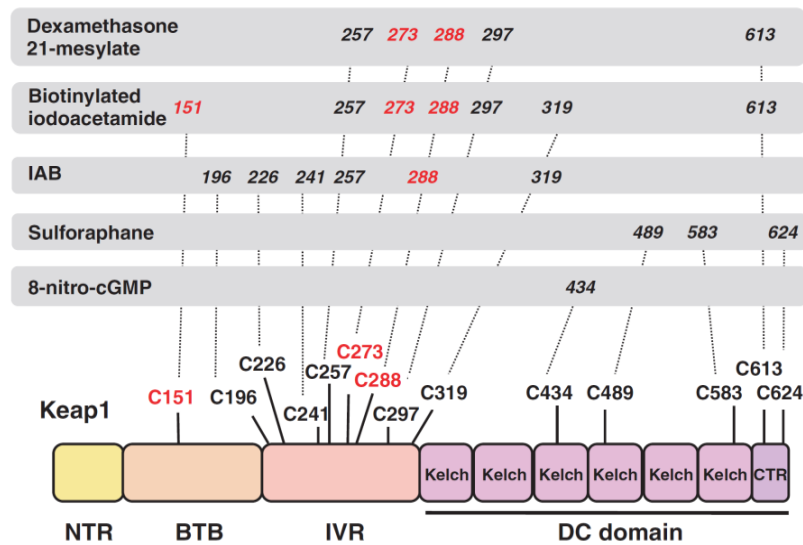 Dexamethasone
21-mesylate
257 273 288 297 613
Biotinylated
iodoacetamide
151 257 273 288 297 319 613
IAB
196 226 241 257 288 319
Sulforaphane
489 583 624
8-nitro-cGMP
434
Keap1
C151 C196 C226 C241 C257 C273 C288 C297 C319 C434 C489 C583 C613 C624
Kelch Kelch Kelch Kelch Kelch Kelch CTR
NTR BTB IVR DC domain